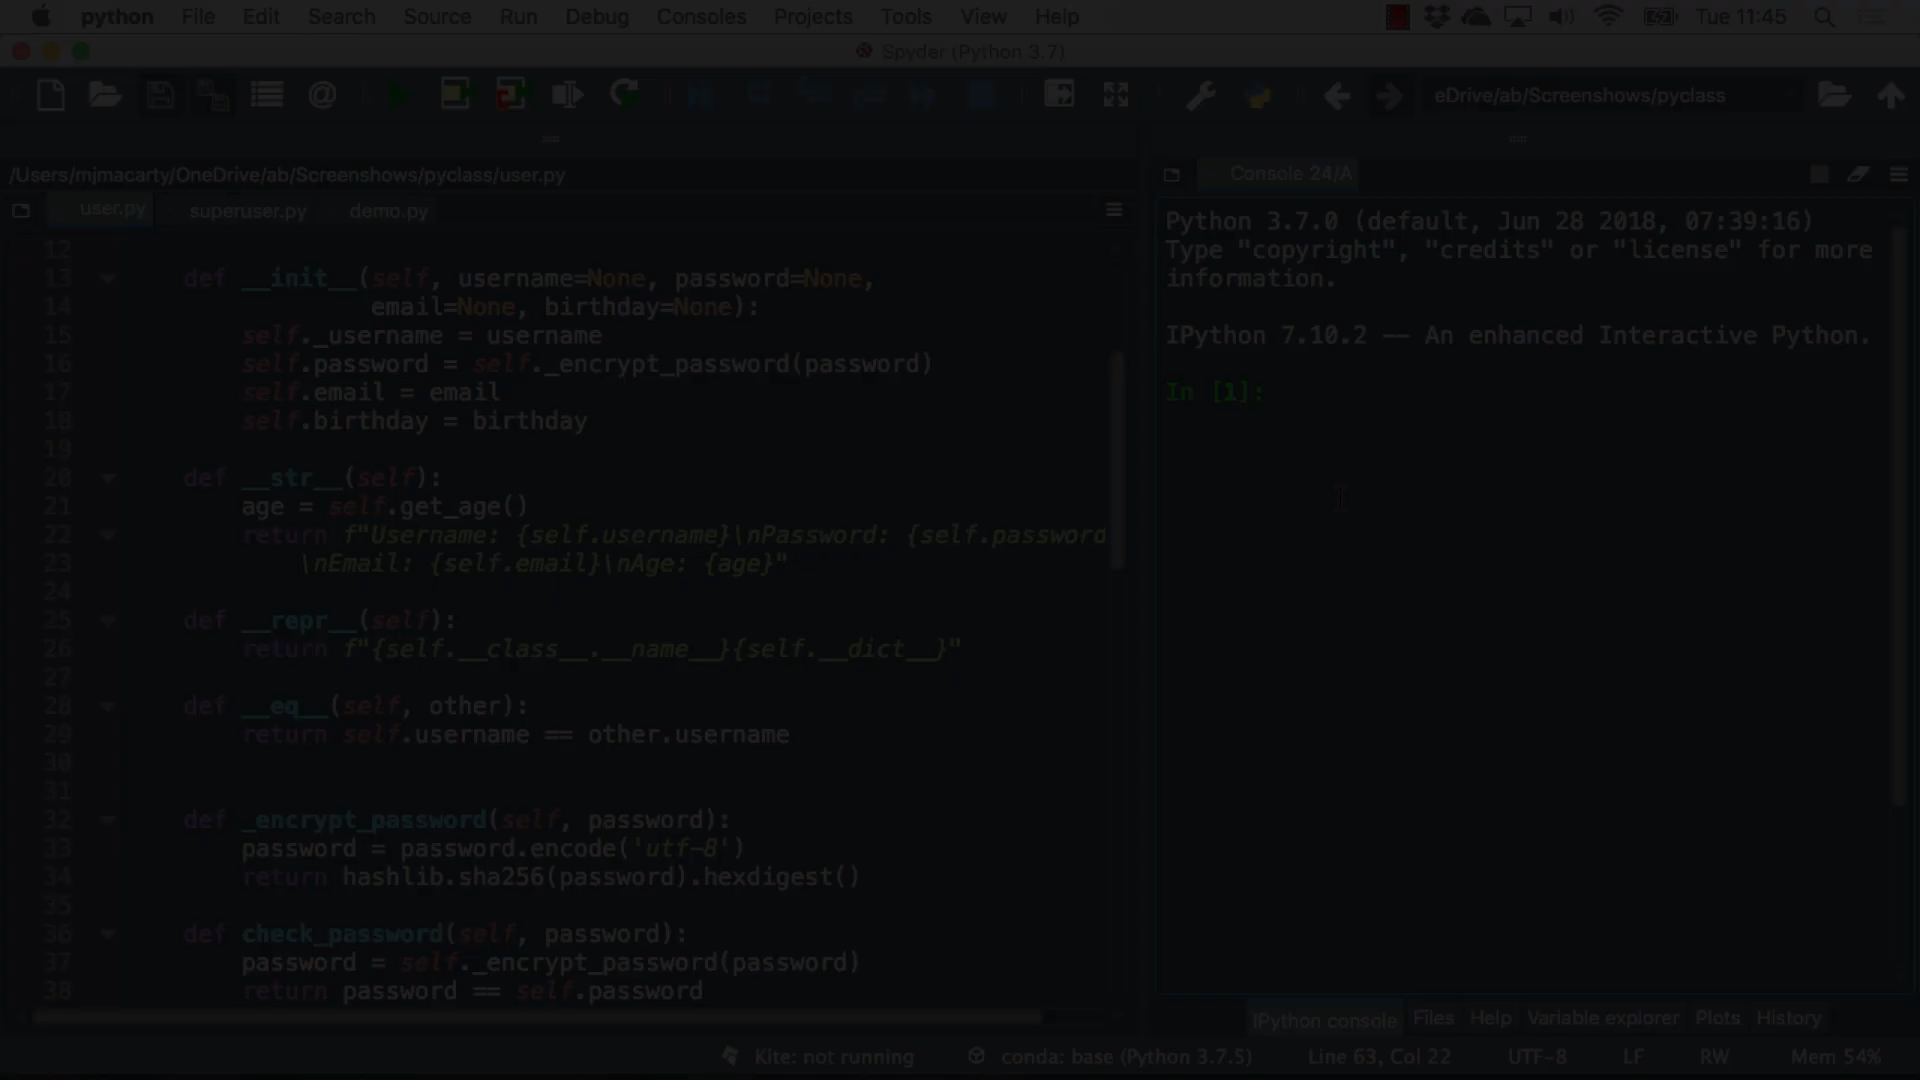 python File Edit Search Source Run Debug Consoles Projects Tools View Help Tue 11:45
Spyder (Python 3.7)
eDrive/ab/Screenshows/pyclass
/Users/mjmacarty/OneDrive/ab/Screenshows/pyclass/user.py
user.py superuser.py demo.py
12
13 def __init__(self, username=None, password=None,
14 email=None, birthday=None):
15 self._username = username
16 self.password = self._encrypt_password(password)
17 self.email = email
18 self.birthday = birthday
19
20 def __str__(self):
21 age = self.get_age()
22 return f"Username: {self.username}\nPassword: {self.password
23 \nEmail: {self.email}\nAge: {age}"
24
25 def __repr__(self):
26 return f"{self.__class__.__name__}{self.__dict__}"
27
28 def __eq__(self, other):
29 return self.username == other.username
30
31
32 def _encrypt_password(self, password):
33 password = password.encode('utf-8')
34 return hashlib.sha256(password).hexdigest()
35
36 def check_password(self, password):
37 password = self._encrypt_password(password)
38 return password == self.password
Console 24/A
Python 3.7.0 (default, Jun 28 2018, 07:39:16)
Type "copyright", "credits" or "license" for more
information.
IPython 7.10.2 -- An enhanced Interactive Python.
In [1]:
IPython console Files Help Variable explorer Plots History
Kite: not running conda: base (Python 3.7.5) Line 63, Col 22 UTF-8 LF RW Mem 54%